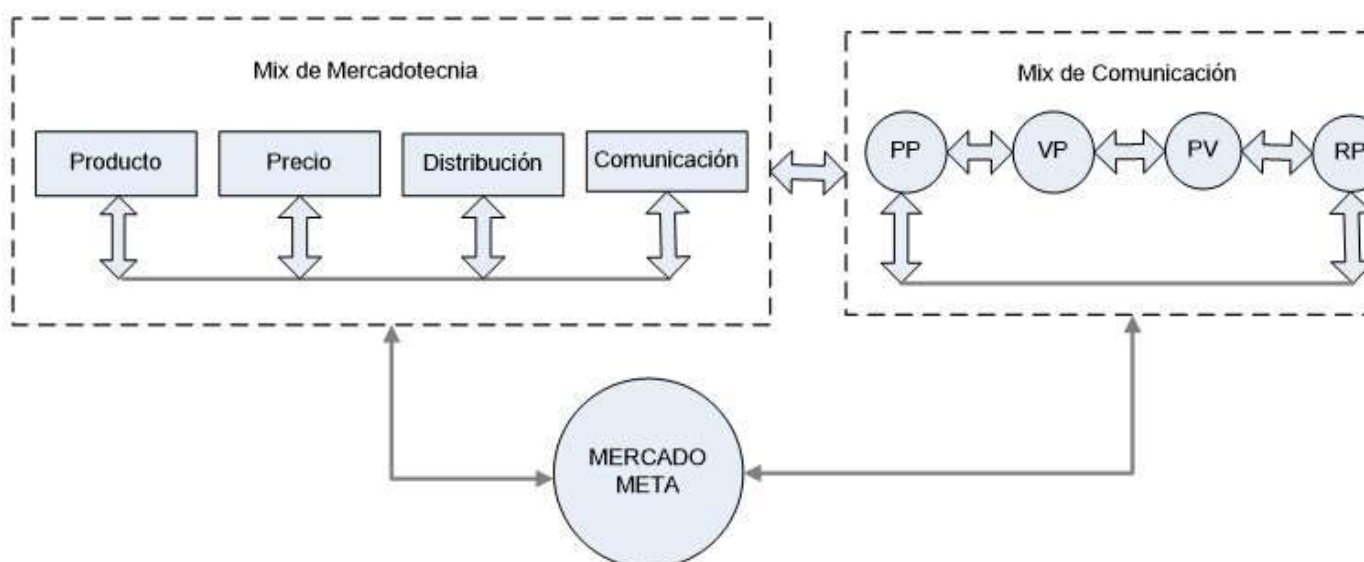 Mix de Mercadotecnia
Mix de Comunicación
Producto
Precio
Distribución
Comunicación
PP
VP
PV
RP
MERCADO
META